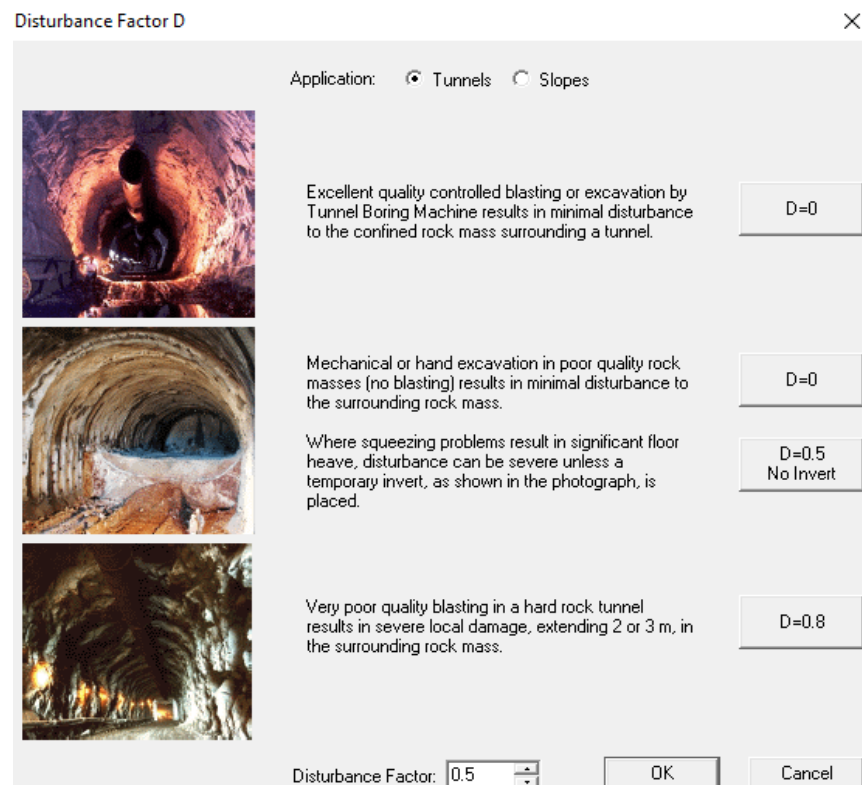 Disturbance Factor D
Application: Tunnels Slopes
Excellent quality controlled blasting or excavation by
Tunnel Boring Machine results in minimal disturbance
to the confined rock mass surrounding a tunnel.
D=0
Mechanical or hand excavation in poor quality rock
masses (no blasting) results in minimal disturbance to
the surrounding rock mass.
D=0
Where squeezing problems result in significant floor
heave, disturbance can be severe unless a
temporary invert, as shown in the photograph, is
placed.
D=0.5
No Invert
Very poor quality blasting in a hard rock tunnel
results in severe local damage, extending 2 or 3 m, in
the surrounding rock mass.
D=0.8
Disturbance Factor: 0.5 OK Cancel